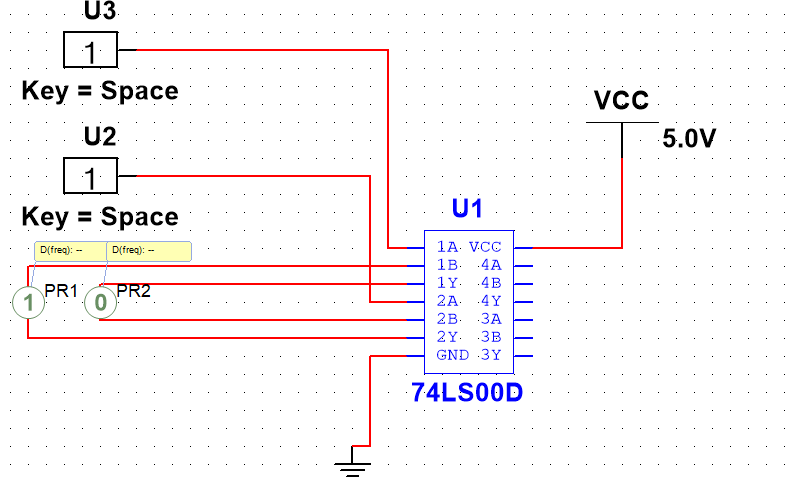 U3
1
Key = Space
U2
1
Key = Space
VCC
5.0V
D(freq): --
D(freq): --
1
PR1
0
PR2
U1
1A VCC
1B 4A
1Y 4B
2A 4Y
2B 3A
2Y 3B
GND 3Y
74LS00D